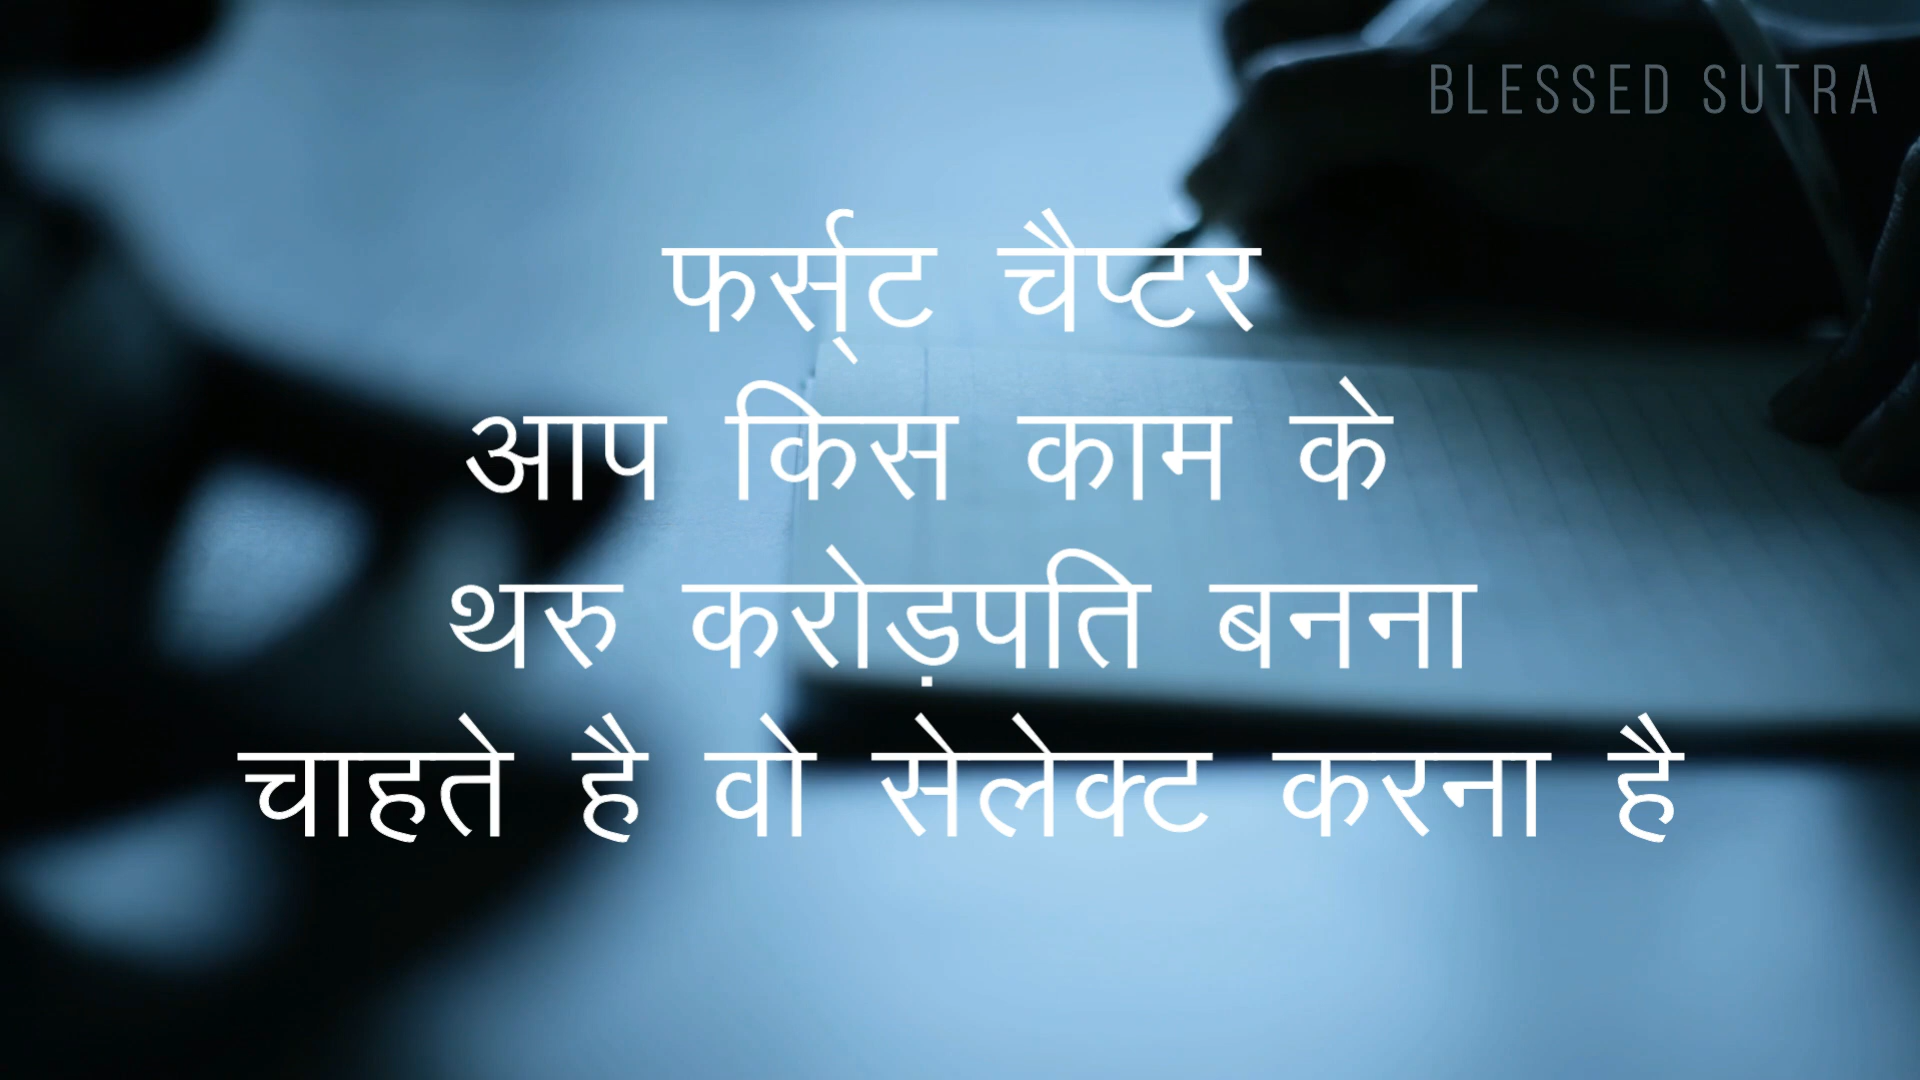 BLESSED SUTRA
फर्स्ट चैप्टर
आप किस काम के
थरु करोड़पति बनना
चाहते है वो सेलेक्ट करना है